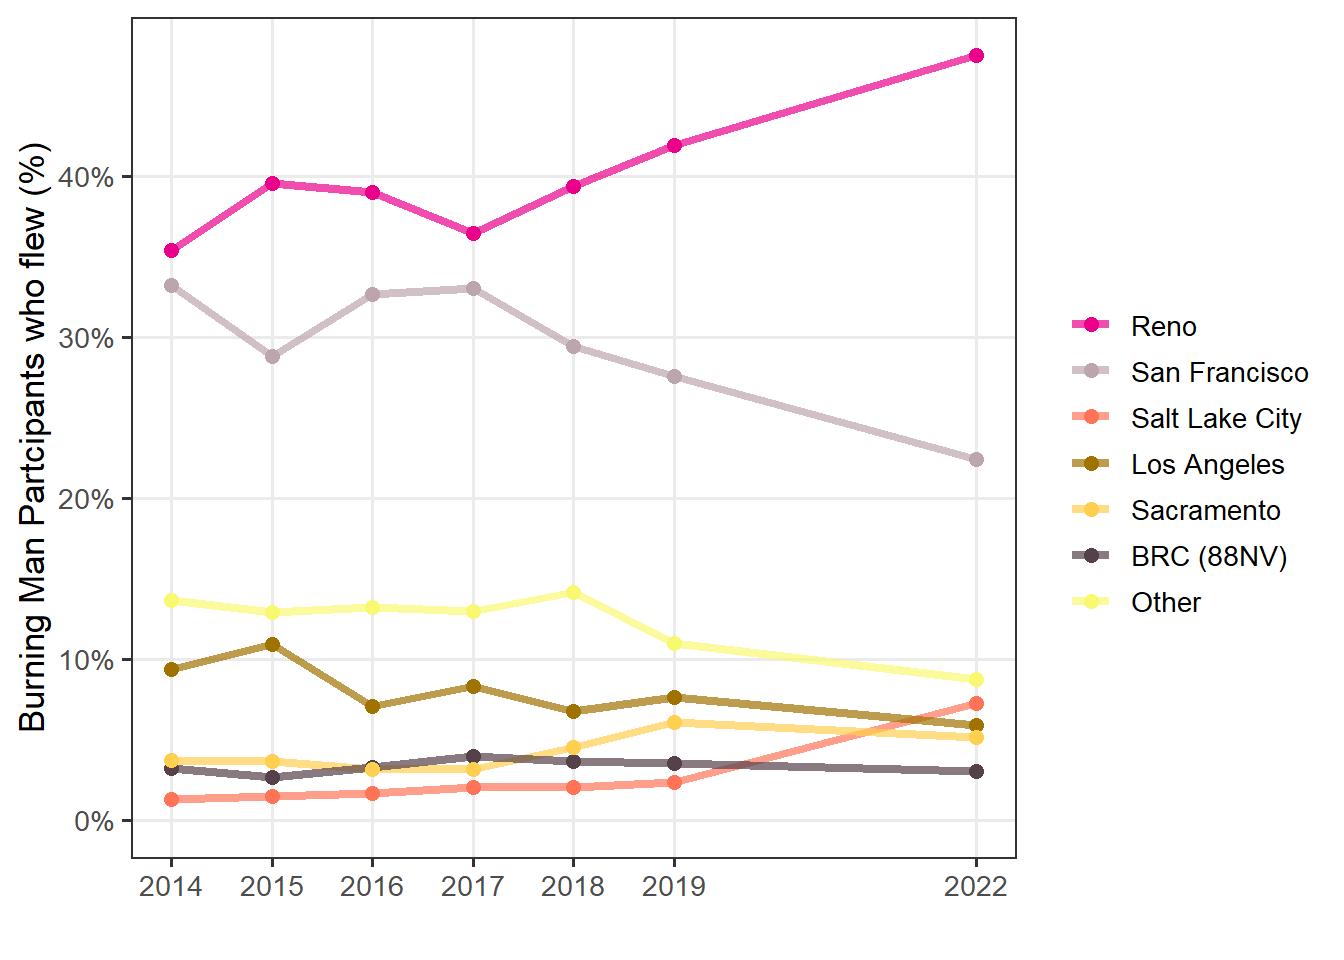 Burning Man Partcipants who flew (%)
40%
30%
20%
10%
0%
2014 2015 2016 2017 2018 2019 2022
Reno
San Francisco
Salt Lake City
Los Angeles
Sacramento
BRC (88NV)
Other